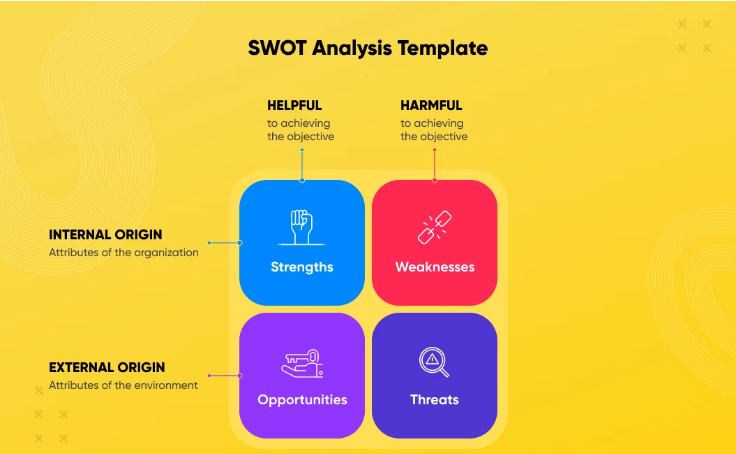 SWOT Analysis Template
HELPFUL
to achieving
the objective
HARMFUL
to achieving
the objective
INTERNAL ORIGIN
Attributes of the organization
Strengths
Weaknesses
EXTERNAL ORIGIN
Attributes of the environment
Opportunities
Threats